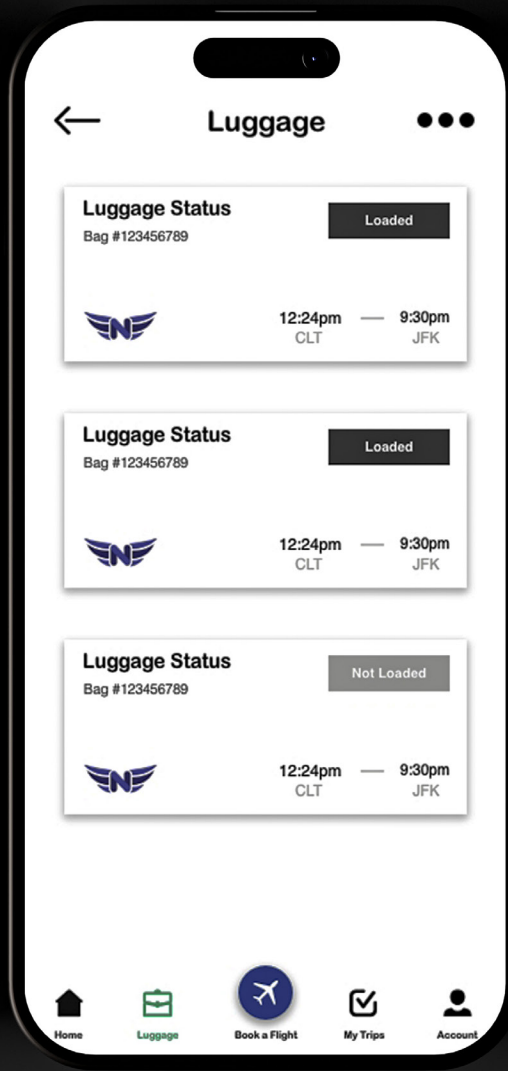 Luggage
Luggage Status
Loaded
Bag #123456789
N
12:24pm — 9:30pm
CLT JFK
Luggage Status
Loaded
Bag #123456789
N
12:24pm — 9:30pm
CLT JFK
Luggage Status
Not Loaded
Bag #123456789
N
12:24pm — 9:30pm
CLT JFK
Home Luggage Book a Flight My Trips Account